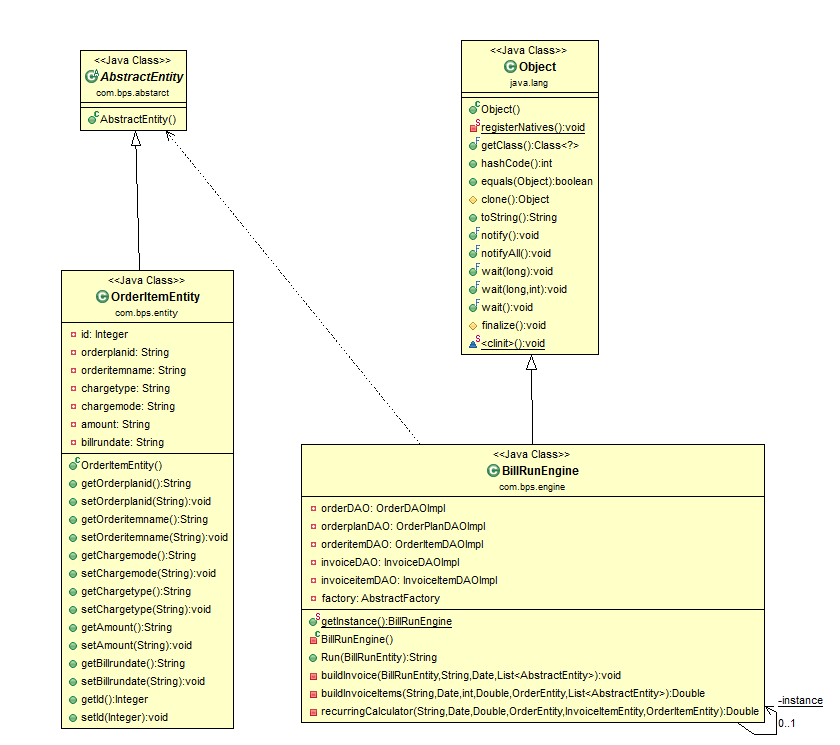 <<Java Class>>
AbstractEntity
com.bps.abstarct
AbstractEntity()
<<Java Class>>
Object
java.lang
Object()
registerNatives():void
getClass():Class<?>
hashCode():int
equals(Object):boolean
clone():Object
toString():String
notify():void
notifyAll():void
wait(long):void
wait(long,int):void
wait():void
finalize():void
<clinit>():void
<<Java Class>>
OrderItemEntity
com.bps.entity
id: Integer
orderplanid: String
orderitemname: String
chargetype: String
chargemode: String
amount: String
billrundate: String
OrderItemEntity()
getOrderplanid():String
setOrderplanid(String):void
getOrderitemname():String
setOrderitemname(String):void
getChargemode():String
setChargemode(String):void
getChargetype():String
setChargetype(String):void
getAmount():String
setAmount(String):void
getBillrundate():String
setBillrundate(String):void
getId():Integer
setId(Integer):void
<<Java Class>>
BillRunEngine
com.bps.engine
orderDAO: OrderDAOImpl
orderplanDAO: OrderPlanDAOImpl
orderitemDAO: OrderItemDAOImpl
invoiceDAO: InvoiceDAOImpl
invoiceitemDAO: InvoiceItemDAOImpl
factory: AbstractFactory
getInstance():BillRunEngine
BillRunEngine()
Run(BillRunEntity):String
buildInvoice(BillRunEntity,String,Date,List<AbstractEntity>):void
buildInvoiceItems(String,Date,int,Double,OrderEntity,List<AbstractEntity>):Double
recurringCalculator(String,Date,Double,OrderEntity,InvoiceItemEntity,OrderItemEntity):Double
-instance
0..1